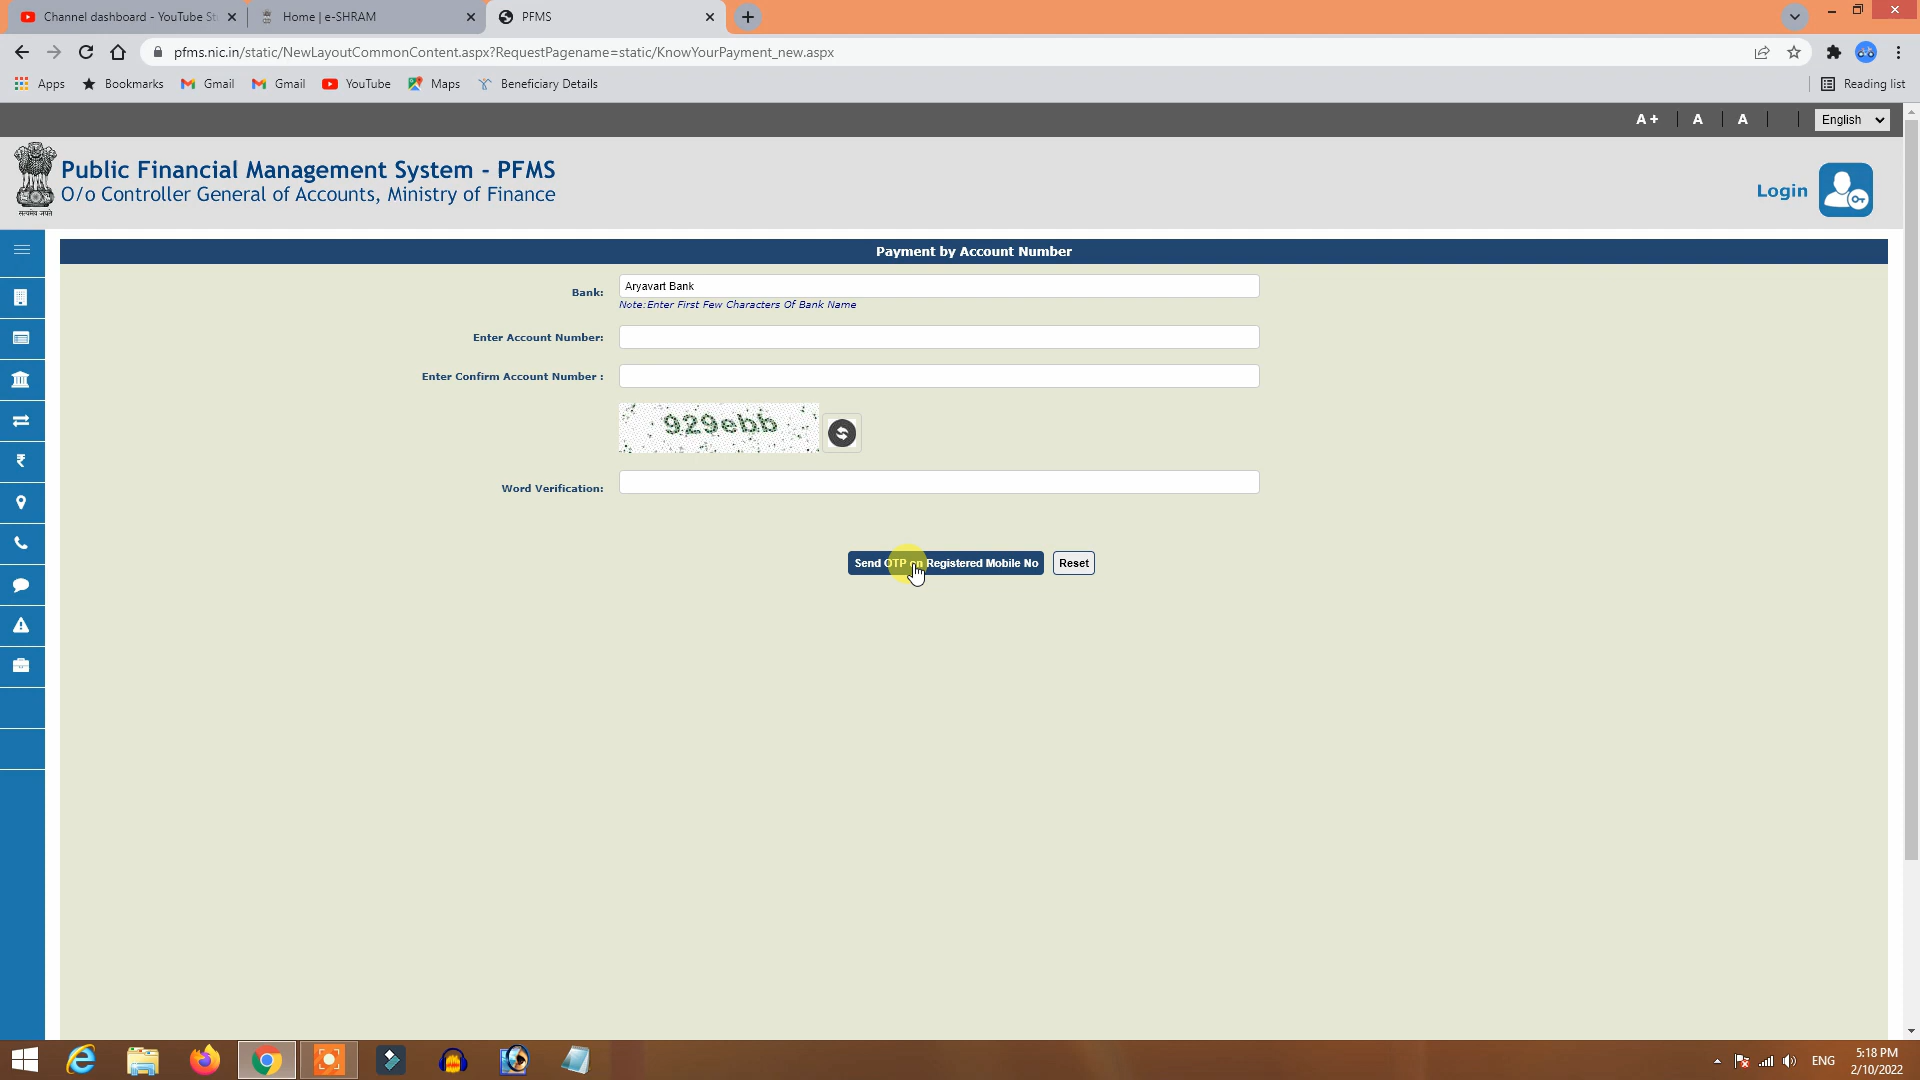 Channel dashboard - YouTube St
Home | e-SHRAM
PFMS
pfms.nic.in/static/NewLayoutCommonContent.aspx?RequestPagename=static/KnowYourPayment_new.aspx
Apps
Bookmarks
Gmail
Gmail
YouTube
Maps
Beneficiary Details
Reading list
A+
A
A
English
Public Financial Management System - PFMS
O/o Controller General of Accounts, Ministry of Finance
सत्यमेव जयते
Login
Payment by Account Number
Bank:
Aryavart Bank
Note:Enter First Few Characters Of Bank Name
Enter Account Number:
Enter Confirm Account Number :
929ebb
Word Verification:
Send OTP on Registered Mobile No
Reset
ENG
5:18 PM
2/10/2022